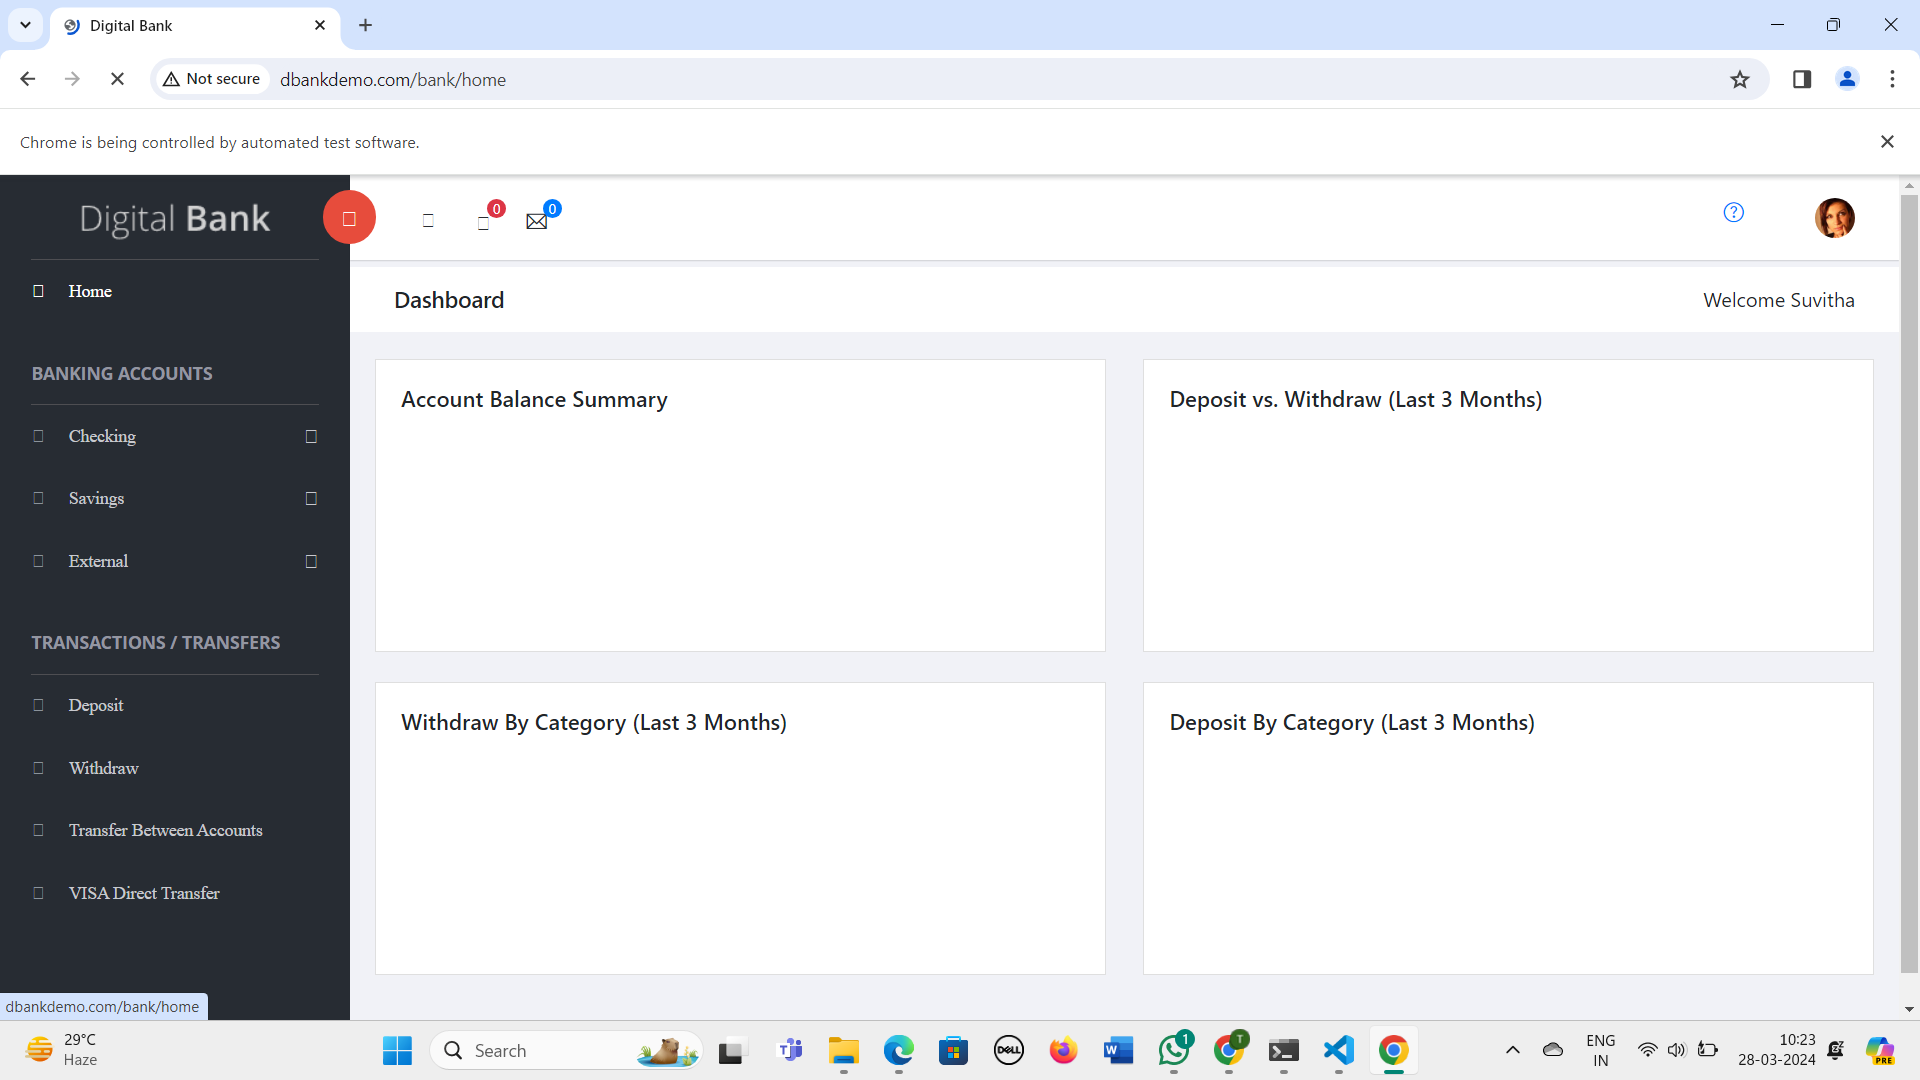 Digital Bank
Not secure
dbankdemo.com/bank/home
Chrome is being controlled by automated test software.
Digital Bank
0
0
Home
Dashboard
Welcome Suvitha
BANKING ACCOUNTS
Checking
Savings
External
TRANSACTIONS / TRANSFERS
Deposit
Withdraw
Transfer Between Accounts
VISA Direct Transfer
Account Balance Summary
Deposit vs. Withdraw (Last 3 Months)
Withdraw By Category (Last 3 Months)
Deposit By Category (Last 3 Months)
dbankdemo.com/bank/home
29°C
Haze
Search
DELL
W
1
T
ENG
IN
10:23
28-03-2024
PRE